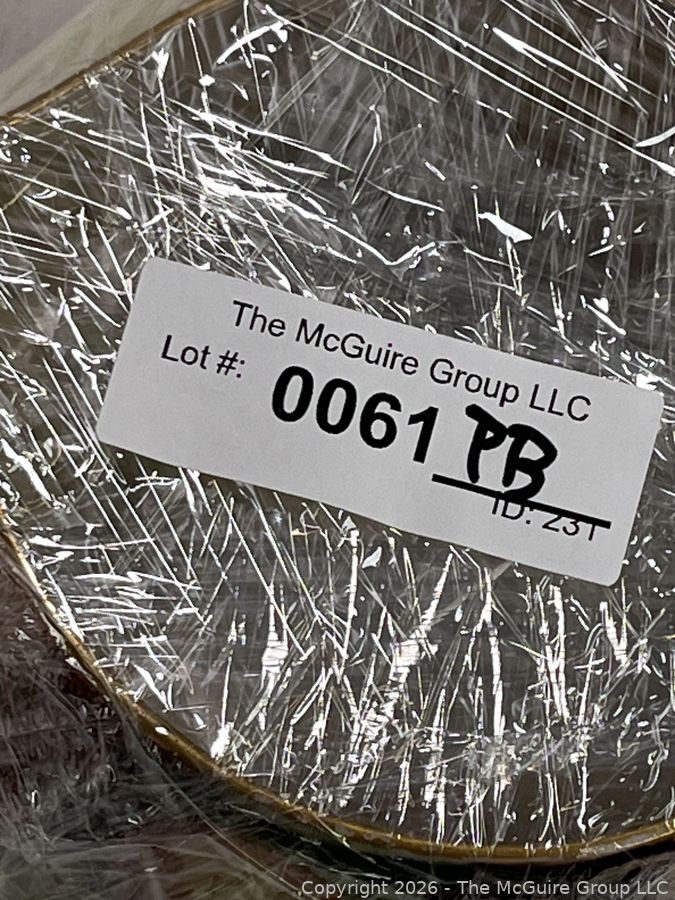 The McGuire Group LLC
Lot #:
0061 PB
ID: 231
Copyright 2026 - The McGuire Group LLC